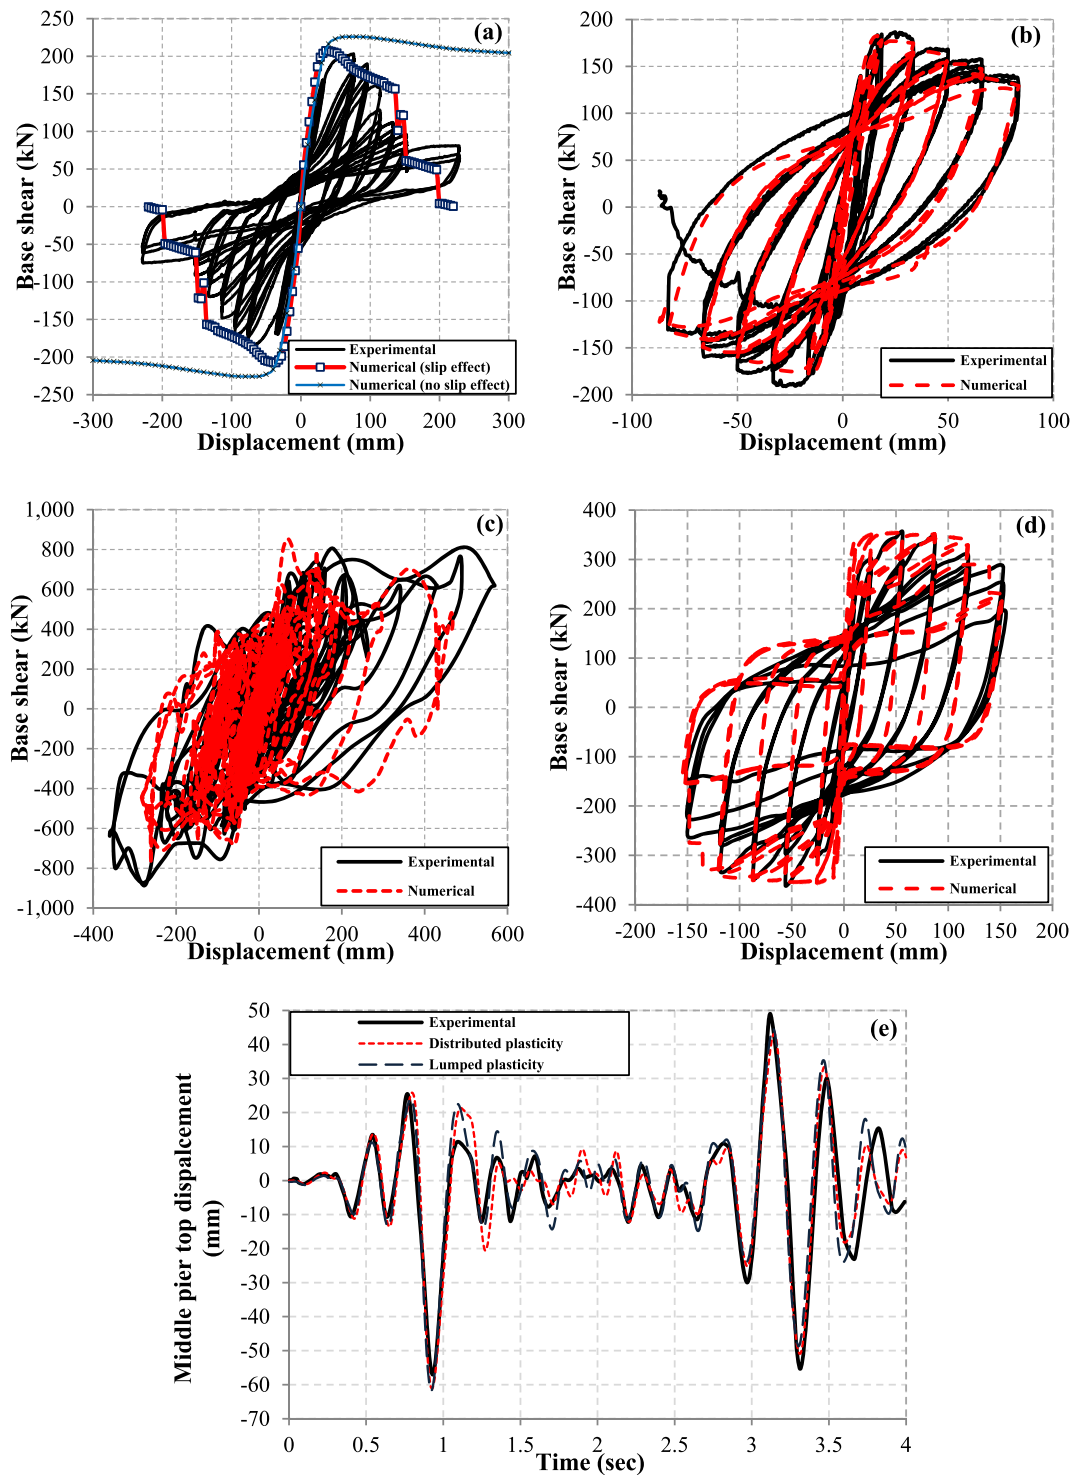 (a)
Base shear (kN)
250
200
150
100
50
0
-50
-100
-150
-200
-250
Experimental
Numerical (slip effect)
Numerical (no slip effect)
-300 -200 -100 0 100 200 300
Displacement (mm)
(b)
Base shear (kN)
200
150
100
50
0
-50
-100
-150
-200
Experimental
Numerical
-100 -50 0 50 100
Displacement (mm)
(c)
Base shear (kN)
1,000
800
600
400
200
0
-200
-400
-600
-800
-1,000
Experimental
Numerical
-400 -200 0 200 400 600
Displacement (mm)
(d)
Base shear (kN)
400
300
200
100
0
-100
-200
-300
-400
Experimental
Numerical
-200 -150 -100 -50 0 50 100 150 200
Displacement (mm)
(e)
Middle pier top dispalcement
(mm)
50
40
30
20
10
0
-10
-20
-30
-40
-50
-60
-70
Experimental
Distributed plasticity
Lumped plasticity
0 0.5 1 1.5 2 2.5 3 3.5 4
Time (sec)